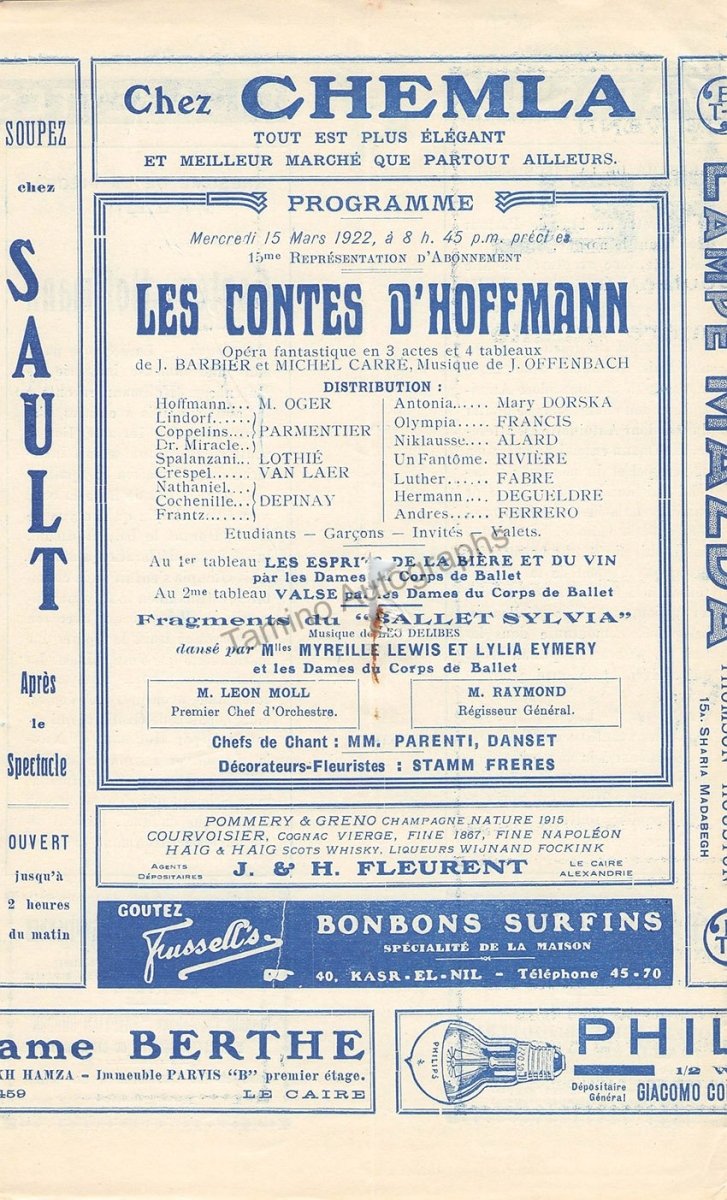 Chez CHEMLA
TOUT EST PLUS ÉLÉGANT
ET MEILLEUR MARCHÉ QUE PARTOUT AILLEURS.
SOUPEZ
chez
SAULT
Après
le
Spectacle
OUVERT
jusqu'à
2 heures
du matin
PROGRAMME
Mercredi 15 Mars 1922, à 8 h. 45 p.m. précises
15me REPRÉSENTATION D'ABONNEMENT
LES CONTES D'HOFFMANN
Opéra fantastique en 3 actes et 4 tableaux
de J. BARBIER et MICHEL CARRÉ, Musique de J. OFFENBACH
DISTRIBUTION :
Hoffmann.... M. OGER
Lindorf......
Coppelins.... PARMENTIER
Dr. Miracle..
Spalanzani... LOTHIÉ
Crespel...... VAN LAER
Nathaniel....
Cochenille... DEPINAY
Frantz.......
Antonia...... Mary DORSKA
Olympia..... FRANCIS
Niklausse.... ALARD
Un Fantôme. RIVIÈRE
Luther...... FABRE
Hermann.... DEGUELDRE
Andres...... FERRERO
Etudiants — Garçons — Invités — Valets.
Au 1er tableau LES ESPRITS DE LA BIÈRE ET DU VIN
par les Dames du Corps de Ballet
Au 2me tableau VALSE par les Dames du Corps de Ballet
Fragments du "BALLET SYLVIA"
Musique de LEO DELIBES
dansé par Mlles MYREILLE LEWIS ET LYLIA EYMERY
et les Dames du Corps de Ballet
M. LEON MOLL
Premier Chef d'Orchestre.
M. RAYMOND
Régisseur Général.
Chefs de Chant : MM. PARENTI, DANSET
Décorateurs-Fleuristes : STAMM FRERES
Tamino Autographs
POMMERY & GRENO CHAMPAGNE NATURE 1915
COURVOISIER, COGNAC VIERGE, FINE 1867, FINE NAPOLÉON
HAIG & HAIG SCOTS WHISKY, LIQUEURS WIJNAND FOCKINK
AGENTS
DÉPOSITAIRES
J. & H. FLEURENT
LE CAIRE
ALEXANDRIE
GOUTEZ
Trussell's
BONBONS SURFINS
SPÉCIALITÉ DE LA MAISON
40, KASR-EL-NIL – Téléphone 45-70
LAMPE MAZDA
15A. SHARIA MADABEGH
ame BERTHE
KH HAMZA – Immeuble PARVIS "B" premier étage.
459
LE CAIRE
PHILIPS
PHIL
1/2 W
Dépositaire
Général
GIACOMO CO